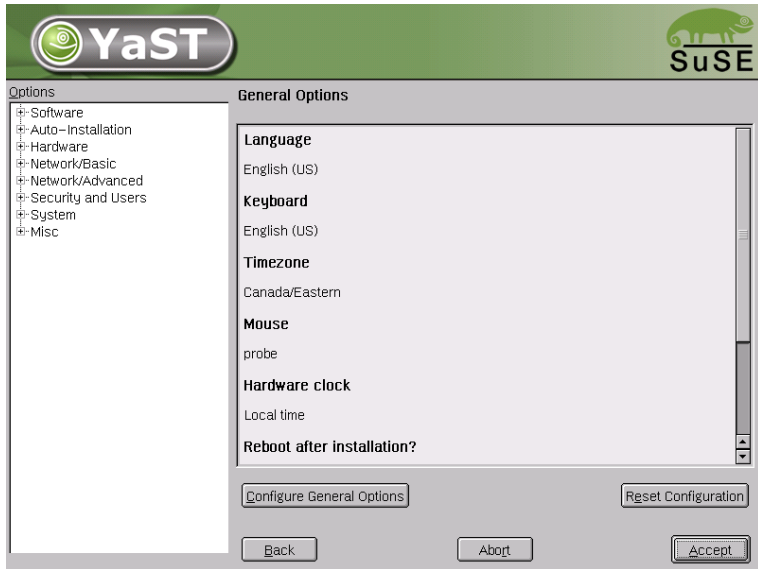 YaST
SuSE
Options
Software
Auto-Installation
Hardware
Network/Basic
Network/Advanced
Security and Users
System
Misc
General Options
Language
English (US)
Keyboard
English (US)
Timezone
Canada/Eastern
Mouse
probe
Hardware clock
Local time
Reboot after installation?
Configure General Options
Reset Configuration
Back
Abort
Accept